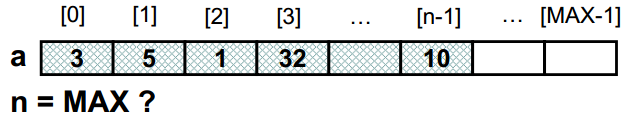 [0] [1] [2] [3] ... [n-1] ... [MAX-1]
a 3 5 1 32 10
n = MAX ?